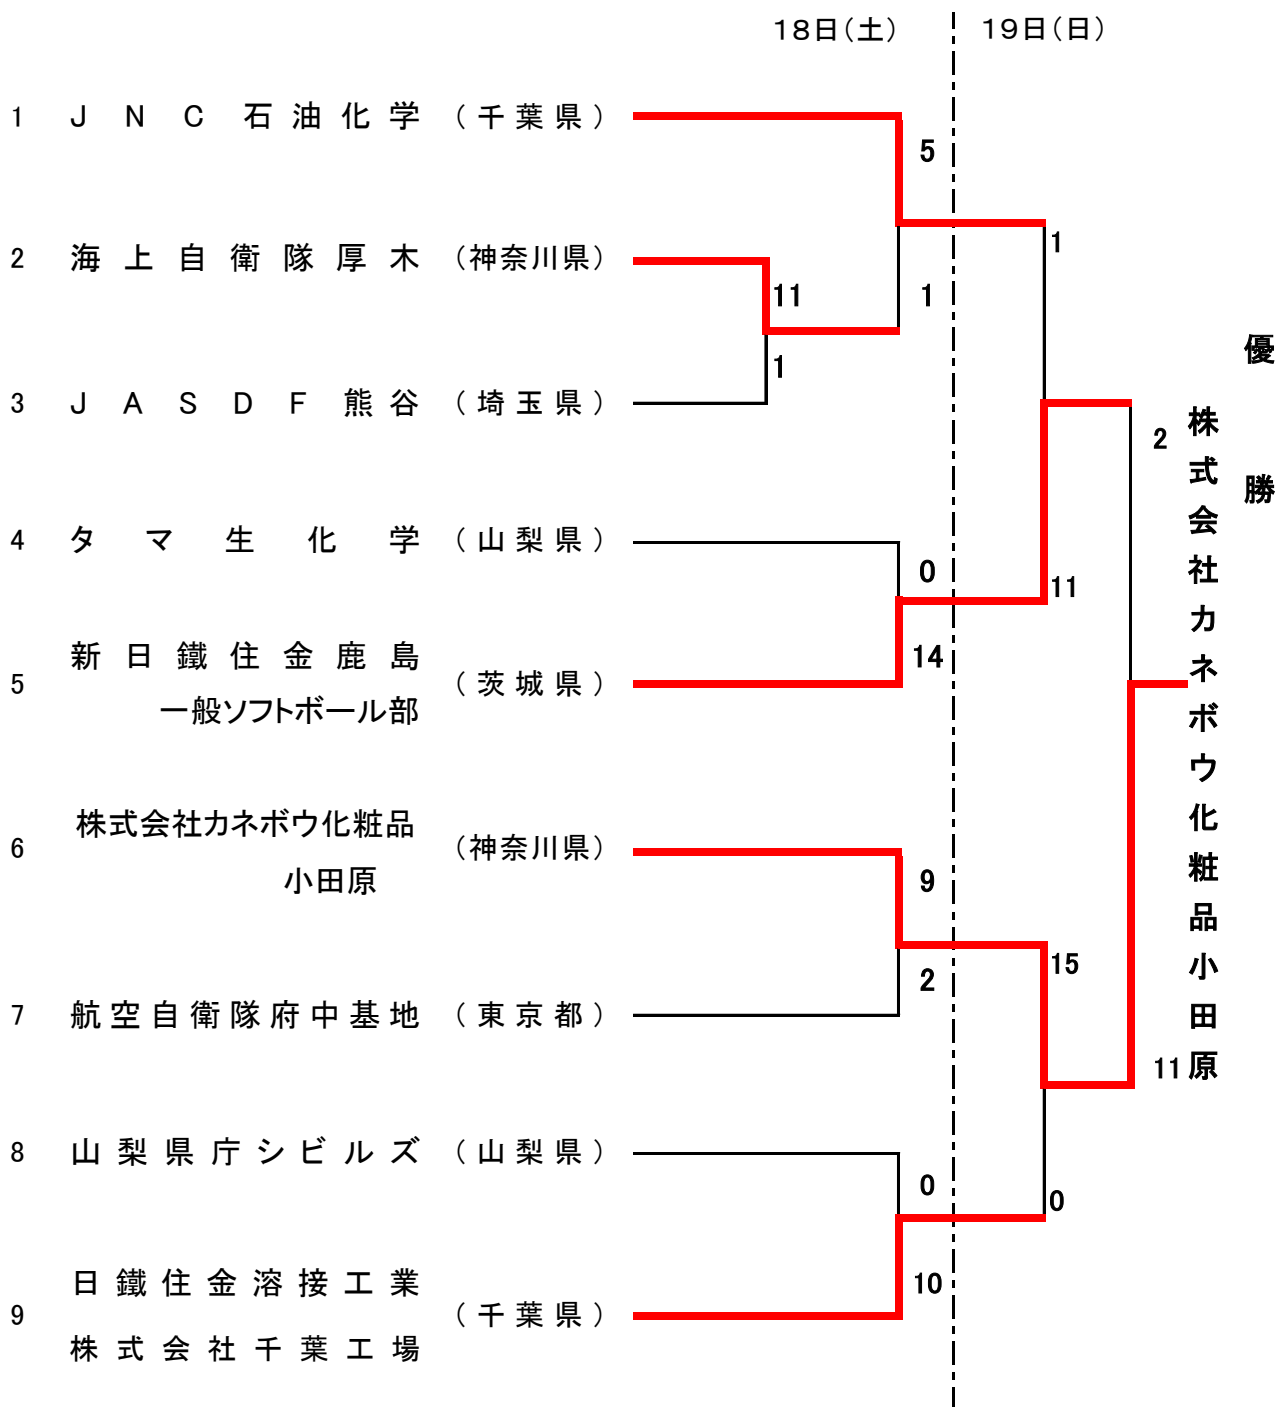 18日(土) 19日(日)
1 JNC石油化学 (千葉県)
5
2 海上自衛隊厚木 (神奈川県)
1
11
1
1
3 JASDF熊谷 (埼玉県)
2
4 タマ生化学 (山梨県)
0
11
14
5 新日鐵住金鹿島
一般ソフトボール部
(茨城県)
6 株式会社カネボウ化粧品
小田原
(神奈川県)
9
15
2
7 航空自衛隊府中基地 (東京都)
11
8 山梨県庁シビルズ (山梨県)
0
0
10
9 日鐵住金溶接工業
株式会社千葉工場
(千葉県)
優勝
株式会社カネボウ化粧品小田原